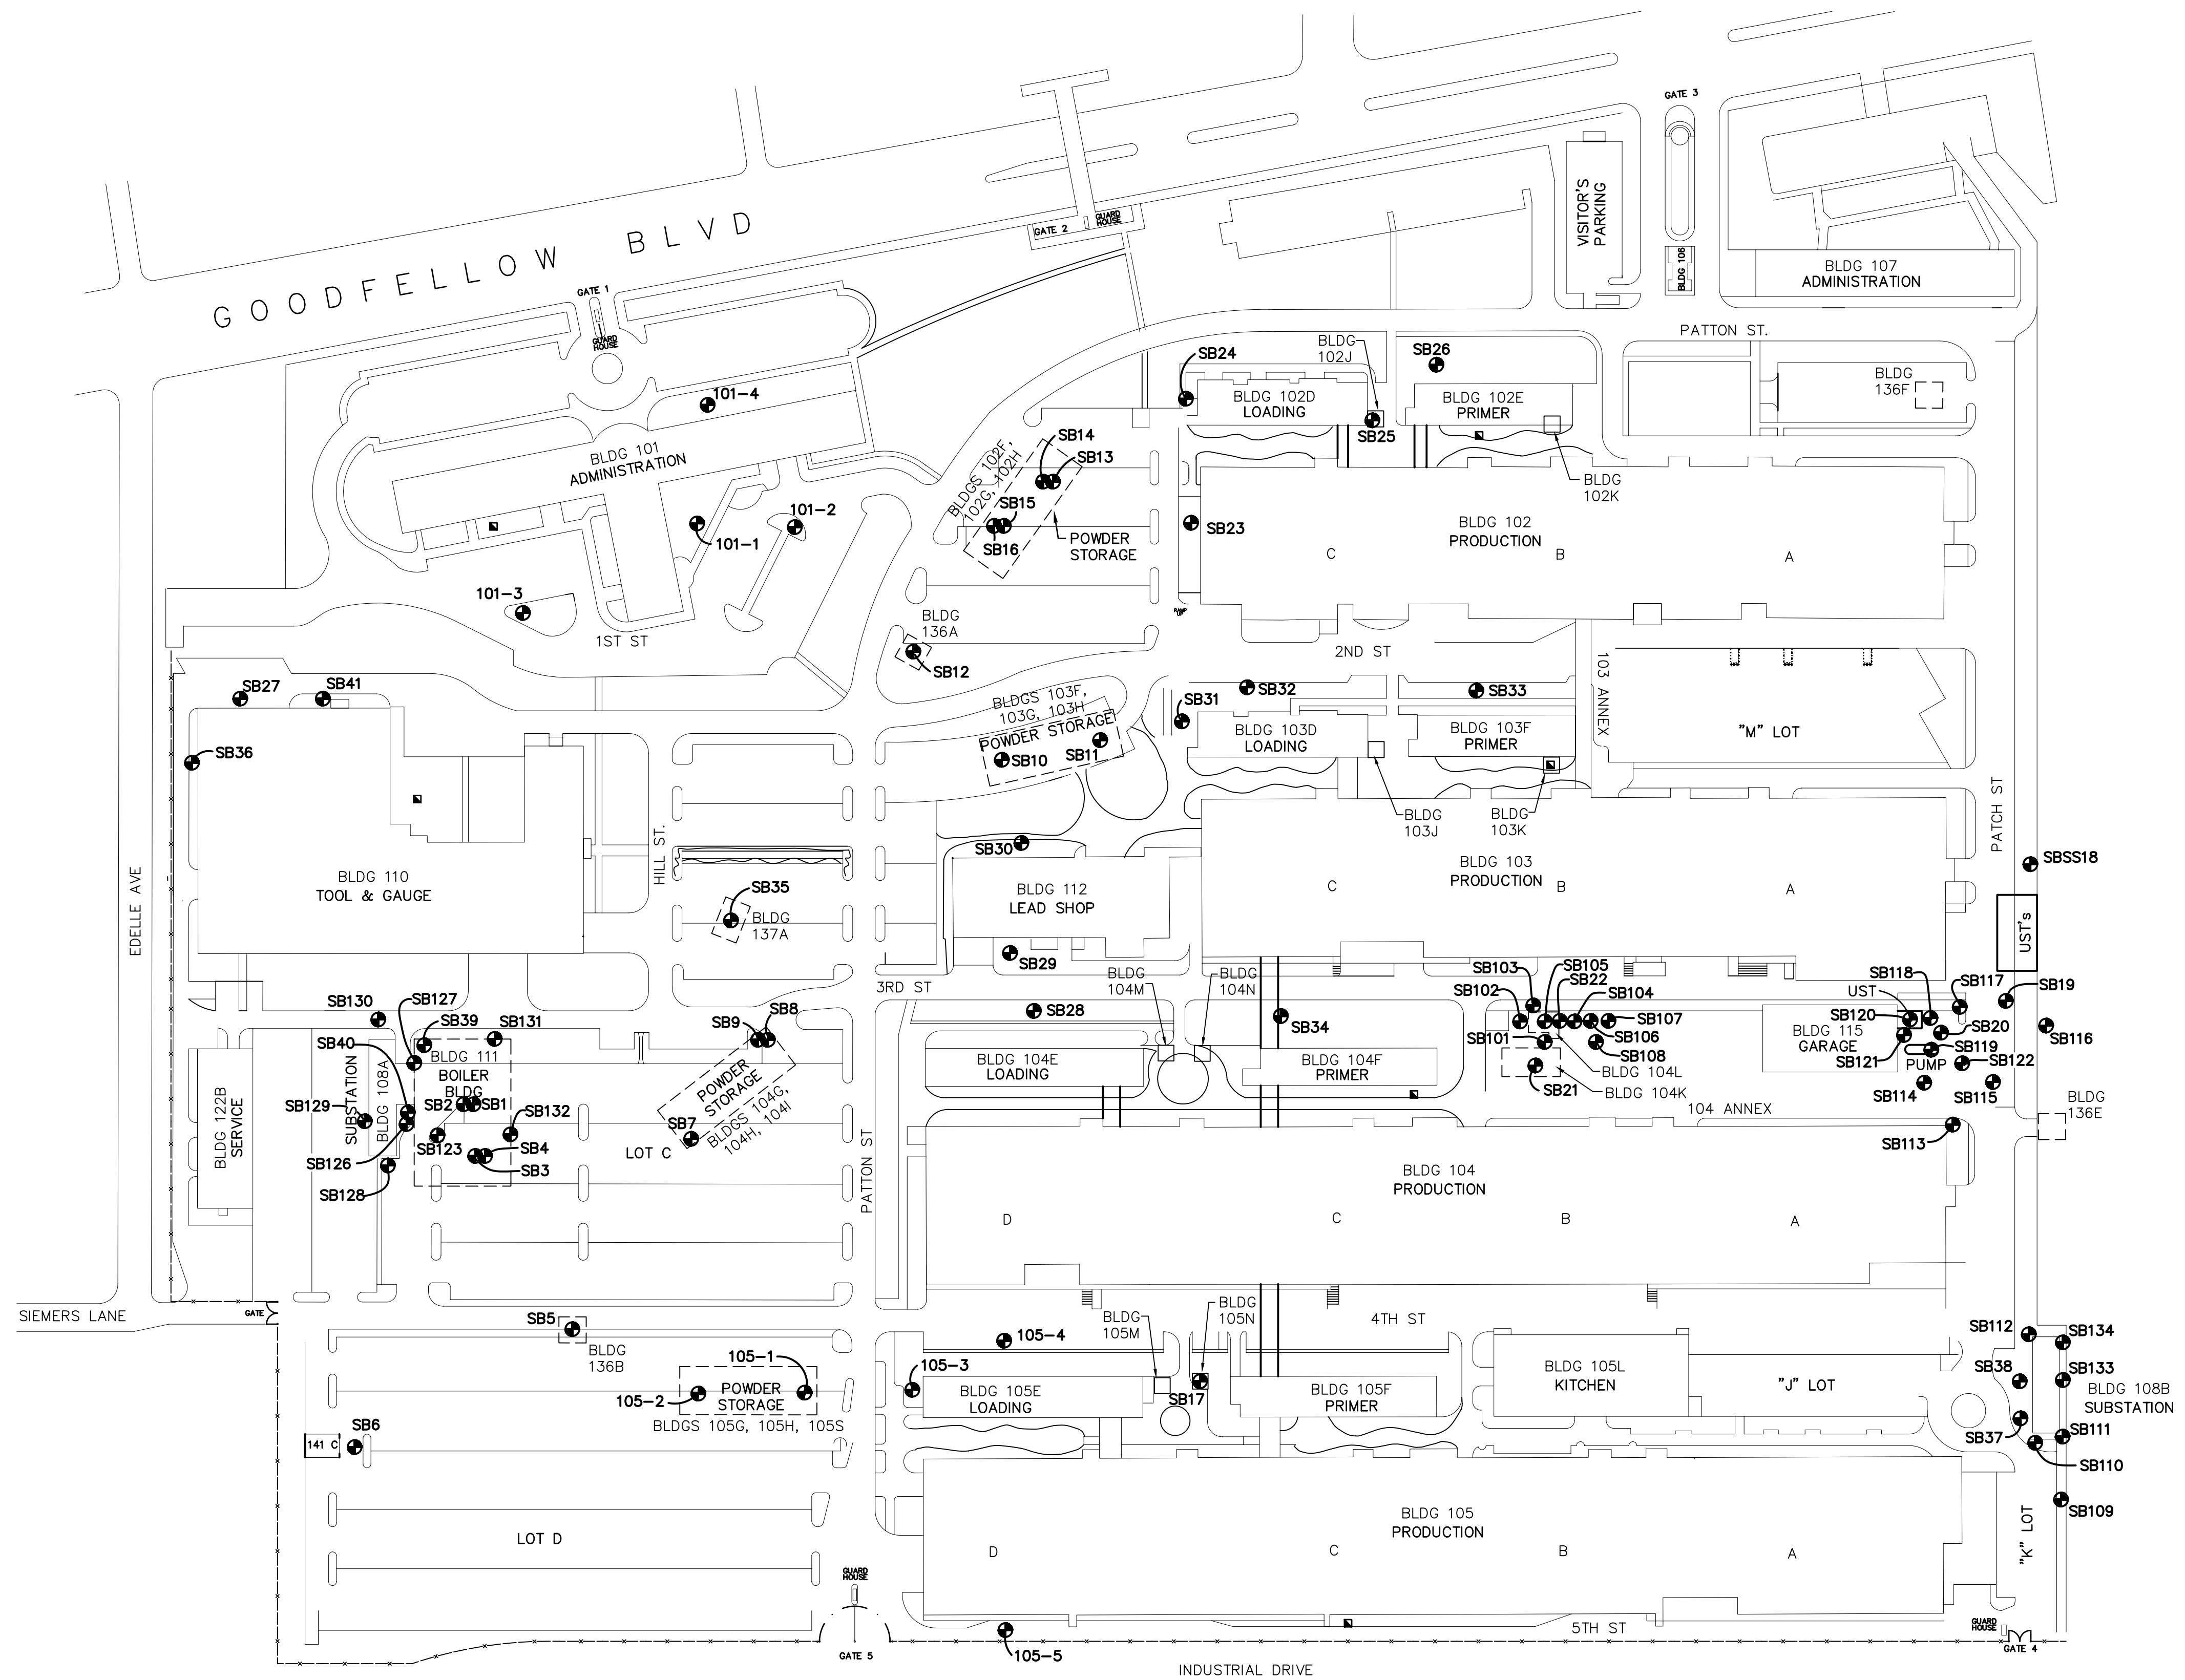 GATE 3
GOODFELLOW BLVD
GATE 2
GUARD
HOUSE
VISITOR'S
PARKING
BLDG 106
BLDG 107
ADMINISTRATION
GATE 1
GUARD
HOUSE
PATTON ST.
BLDG
102J
SB24
SB26
BLDG
136F
101-4
BLDG 102D
LOADING
BLDG 102E
PRIMER
SB25
SB14
SB13
BLDGS 102F,
102G, 102H
BLDG 101
ADMINISTRATION
BLDG
102K
SB15
SB16
POWDER
STORAGE
SB23
BLDG 102
PRODUCTION
C
B
A
101-2
101-1
101-3
1ST ST
BLDG
136A
SB12
RAMP
UP
2ND ST
103 ANNEX
SB27
SB41
BLDGS 103F,
103G, 103H
POWDER STORAGE
SB10
SB11
SB31
SB32
SB33
BLDG 103D
LOADING
BLDG 103F
PRIMER
"M" LOT
SB36
BLDG
103J
BLDG
103K
PATCH ST
HILL ST.
SB30
BLDG 110
TOOL & GAUGE
EDELLE AVE
SB35
BLDG
137A
BLDG 112
LEAD SHOP
BLDG 103
PRODUCTION
C
B
A
SBSS18
UST's
SB29
BLDG
104M
BLDG
104N
3RD ST
SB28
SB34
SB103
SB105
SB22
SB102
SB104
SB107
SB106
SB101
SB108
BLDG 104L
BLDG 104K
SB21
SB118
SB117
SB19
UST
SB120
SB20
SB116
BLDG 115
GARAGE
SB119
SB121
SB122
PUMP
SB114
SB115
104 ANNEX
BLDG
136E
SB113
SB130
SB127
SB39
SB131
SB9
SB8
SB40
BLDG 111
BOILER
BLDG
SB2
SB1
SB132
SB129
SUBSTATION
BLDG 108A
BLDG 122B
SERVICE
SB123
SB4
SB3
SB126
SB128
POWDER
STORAGE
SB7
BLDGS 104G,
104H, 104I
LOT C
PATTON ST
BLDG 104E
LOADING
BLDG 104F
PRIMER
BLDG 104
PRODUCTION
D
C
B
A
SIEMERS LANE
GATE
SB5
BLDG
136B
105-1
105-2
POWDER
STORAGE
BLDGS 105G, 105H, 105S
105-4
105-3
BLDG
105M
BLDG
105N
SB17
4TH ST
BLDG 105E
LOADING
BLDG 105F
PRIMER
BLDG 105L
KITCHEN
"J" LOT
SB112
SB134
SB38
SB133
BLDG 108B
SUBSTATION
SB37
SB111
SB110
SB109
SB6
141 C
LOT D
BLDG 105
PRODUCTION
D
C
B
A
"K" LOT
GUARD
HOUSE
GATE 5
105-5
5TH ST
GUARD
HOUSE
GATE 4
INDUSTRIAL DRIVE